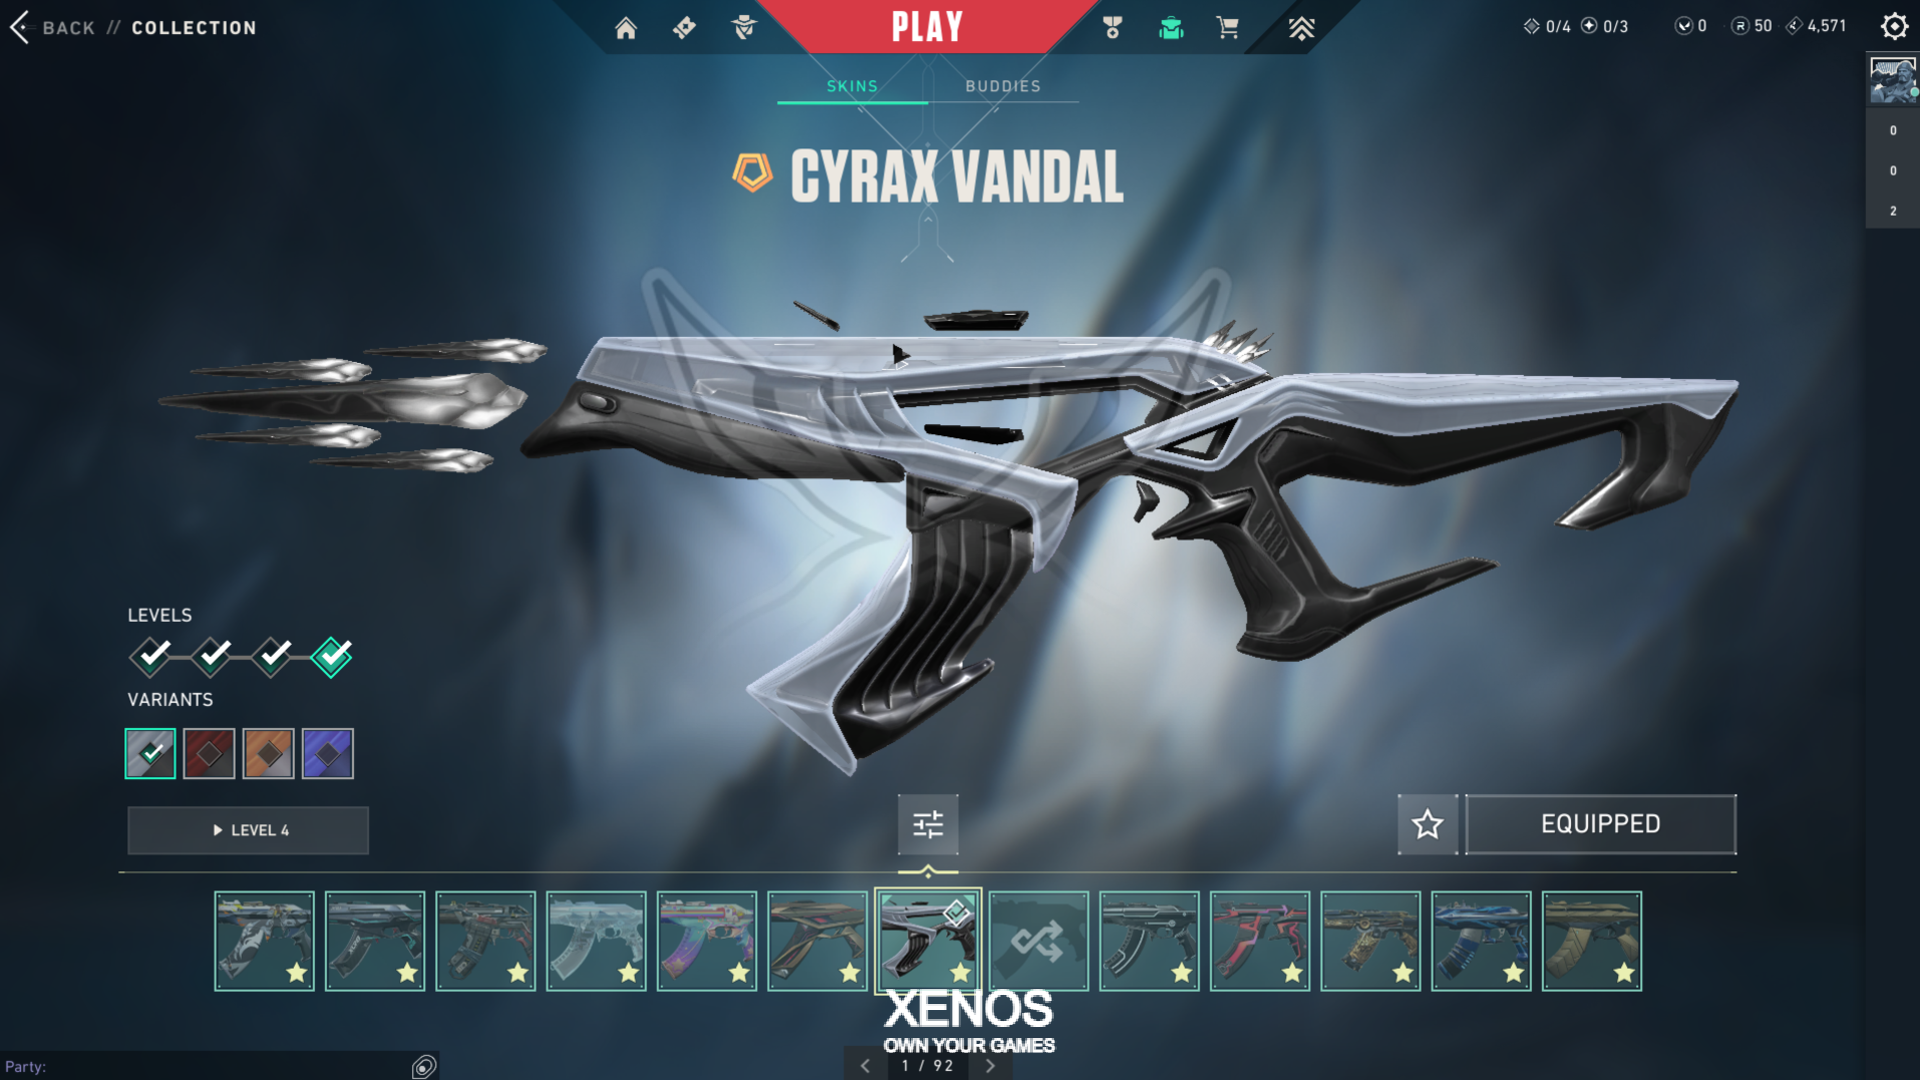 BACK // COLLECTION
PLAY
0/4 0/3 0 R 50 4,571
SKINS BUDDIES
0
0
2
CYRAX VANDAL
LEVELS
VARIANTS
LEVEL 4
EQUIPPED
XENOS
OWN YOUR GAMES
1 / 92
Party: